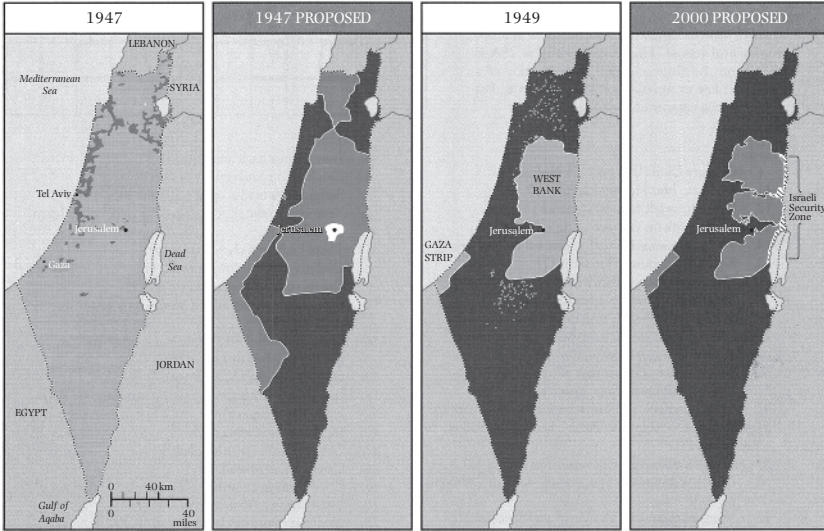 1947
LEBANON
Mediterranean
Sea
SYRIA
Tel Aviv
Jerusalem
Dead
Sea
Gaza
JORDAN
EGYPT
Gulf of
Aqaba
0 40 km
0 40
miles
1947 PROPOSED
Jerusalem
1949
WEST
BANK
Jerusalem
GAZA
STRIP
2000 PROPOSED
Israeli
Security
Zone
Jerusalem